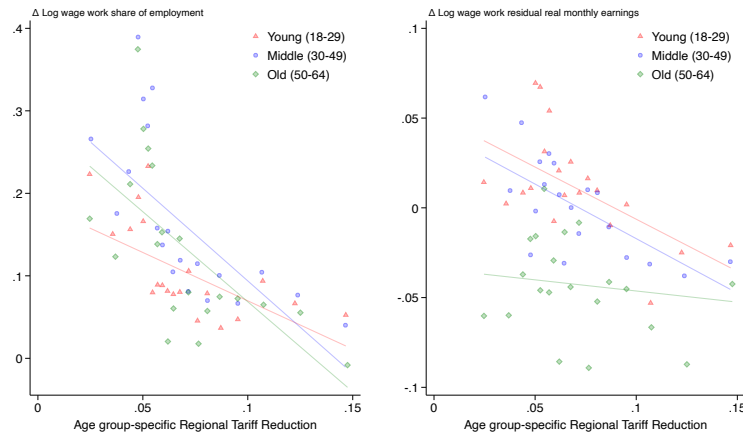 Δ Log wage work share of employment
Young (18-29)
Middle (30-49)
Old (50-64)
.4
.3
.2
.1
0
0
.05
.1
.15
Age group-specific Regional Tariff Reduction
Δ Log wage work residual real monthly earnings
Young (18-29)
Middle (30-49)
Old (50-64)
.1
.05
0
-.05
-.1
0
.05
.1
.15
Age group-specific Regional Tariff Reduction